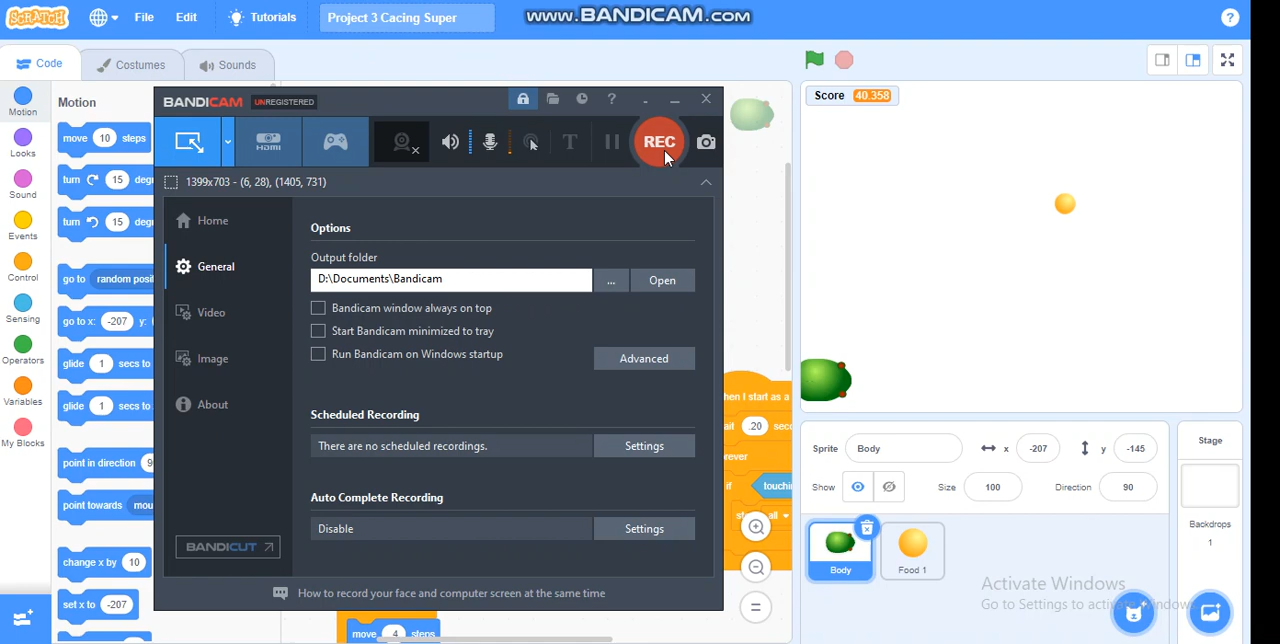 SCRATCH
File
Edit
Tutorials
Project 3 Cacing Super
WWW.BANDICAM.COM
?
Code
Costumes
Sounds
Motion
Looks
Sound
Events
Control
Sensing
Operators
Variables
My Blocks
Motion
move 10 steps
turn 15
turn 15
go to
go to x: -207 y:
glide 1 secs to
glide 1 secs to
point in direction
point towards
change x by 10
set x to -207
BANDICAM UNREGISTERED
?
HDMI
T
REC
1399x703 - (6, 28), (1405, 731)
Home
General
Video
Image
About
BANDICUT
Options
Output folder
D:\Documents\Bandicam
...
Open
Bandicam window always on top
Start Bandicam minimized to tray
Run Bandicam on Windows startup
Advanced
Scheduled Recording
There are no scheduled recordings.
Settings
Auto Complete Recording
Disable
Settings
How to record your face and computer screen at the same time
I start as a
20
if
move 4 steps
Score 40.358
Sprite Body x -207 y -145
Show Size 100 Direction 90
Body
Food 1
Stage
Backdrops
1
Activate Windows
Go to Settings to